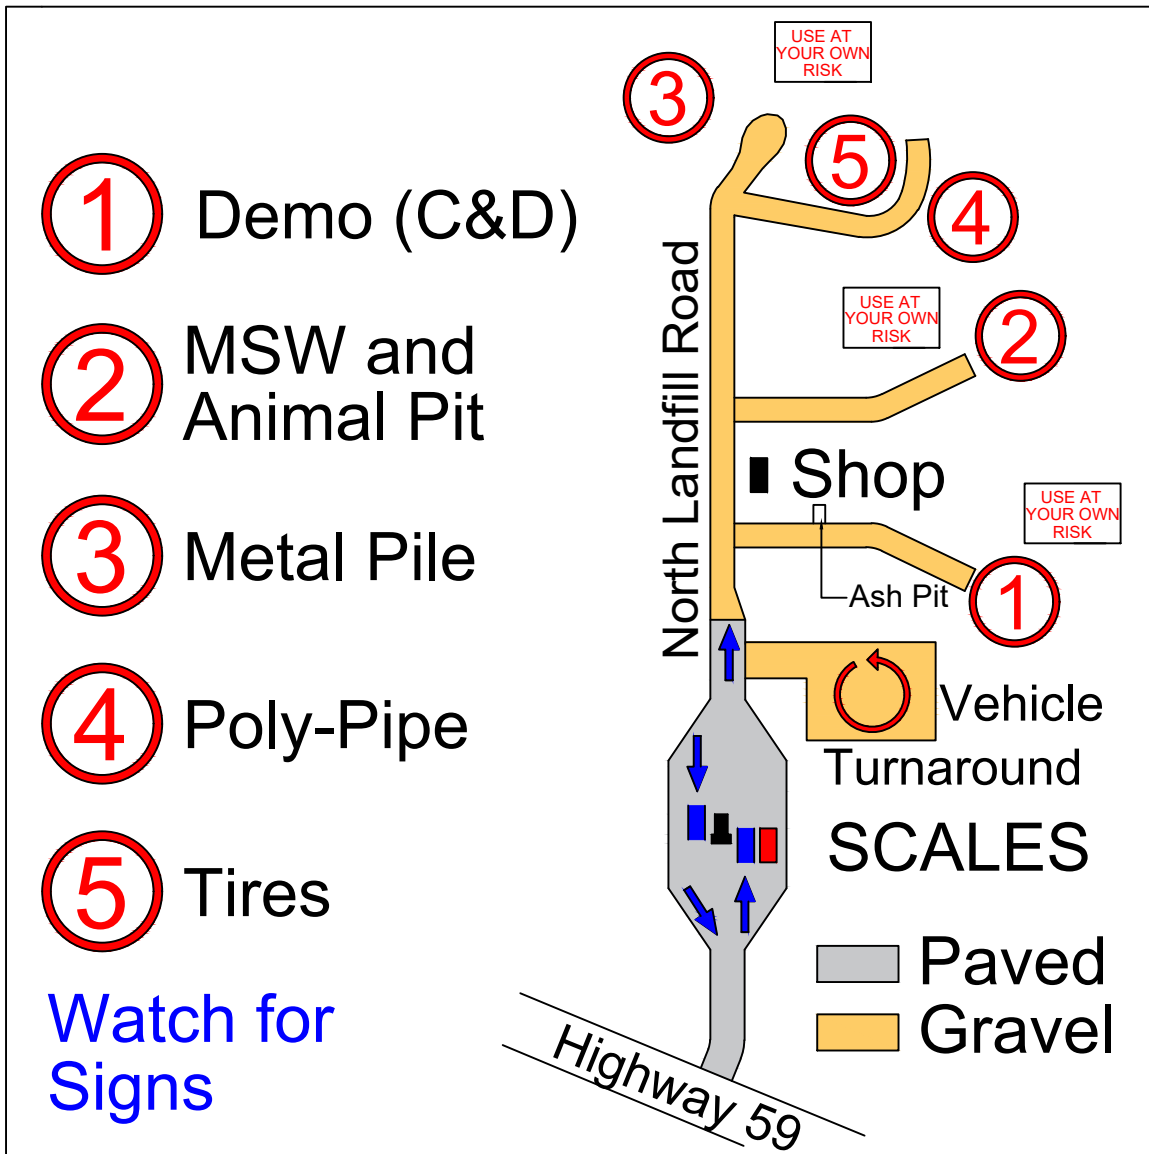 1 Demo (C&D)
2 MSW and
Animal Pit
3 Metal Pile
4 Poly-Pipe
5 Tires
Watch for
Signs
USE AT
YOUR OWN
RISK
3
5
4
North Landfill Road
USE AT
YOUR OWN
RISK
2
Shop
USE AT
YOUR OWN
RISK
Ash Pit
1
Vehicle
Turnaround
SCALES
Paved
Gravel
Highway 59